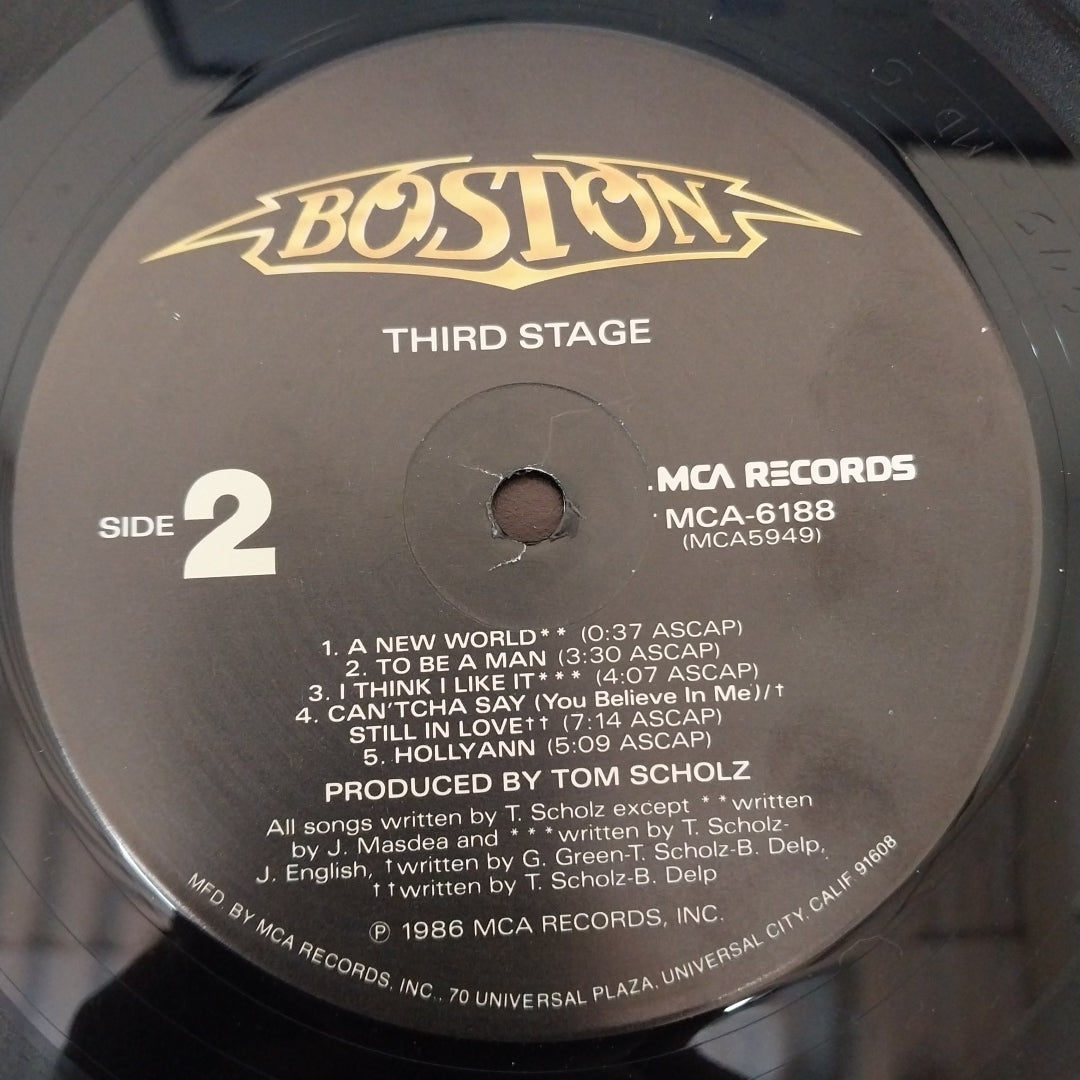 BOSTON
THIRD STAGE
SIDE 2
MCA RECORDS
MCA-6188
(MCA5949)
1. A NEW WORLD** (0:37 ASCAP)
2. TO BE A MAN (3:30 ASCAP)
3. I THINK I LIKE IT*** (4:07 ASCAP)
4. CAN'TCHA SAY (You Believe In Me)/†
STILL IN LOVE†† (7:14 ASCAP)
5. HOLLYANN (5:09 ASCAP)
PRODUCED BY TOM SCHOLZ
All songs written by T. Scholz except **written
by J. Masdea and ***written by T. Scholz-
J. English, †written by G. Green-T. Scholz-B. Delp,
††written by T. Scholz-B. Delp
Ⓟ 1986 MCA RECORDS, INC.
MFD. BY MCA RECORDS, INC., 70 UNIVERSAL PLAZA, UNIVERSAL CITY, CALIF 91608